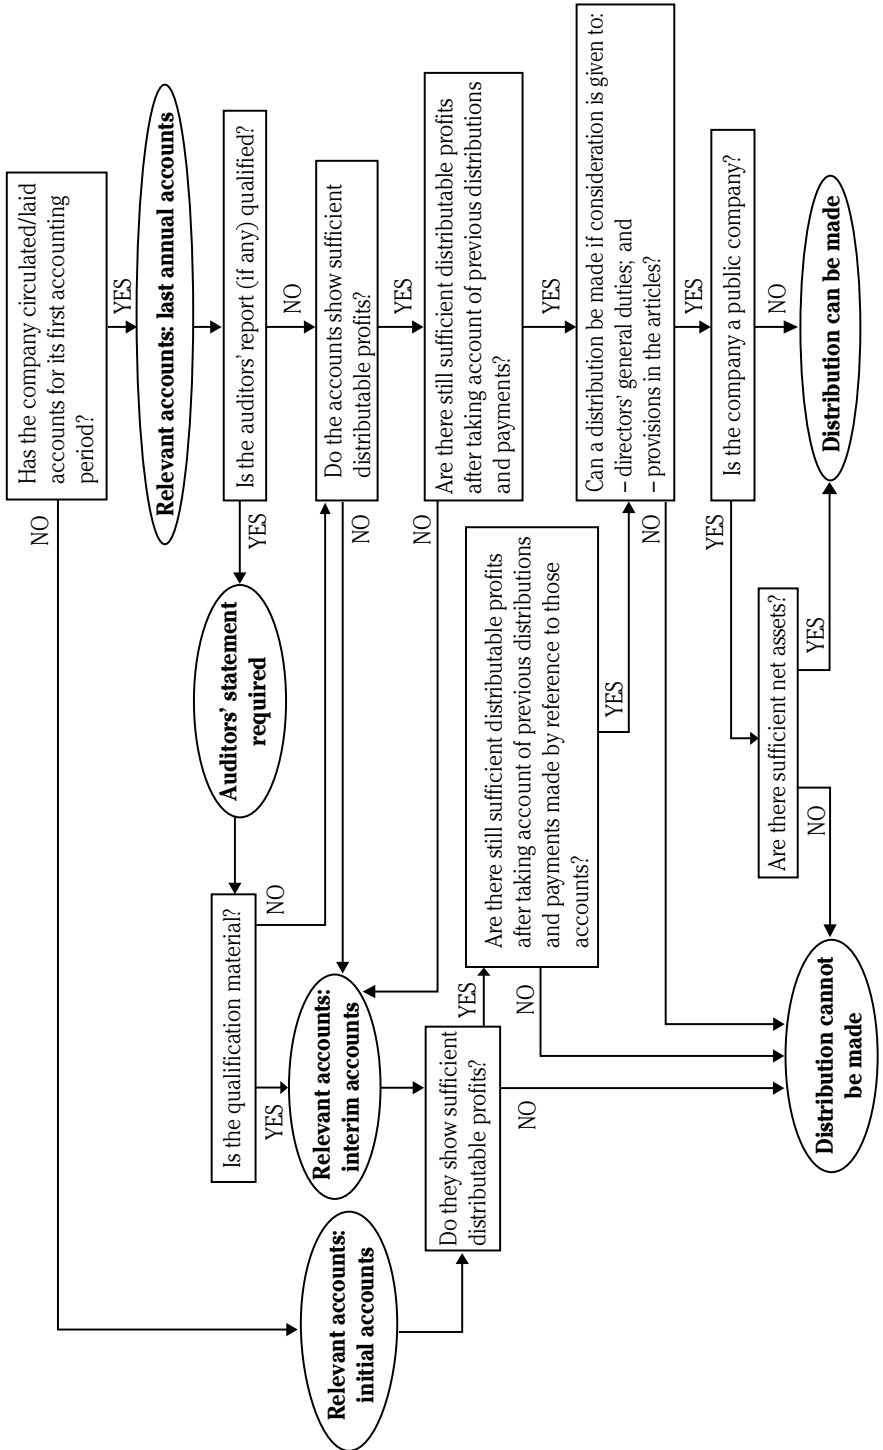 Has the company circulated/laid
accounts for its first accounting
period?
NO
YES
Relevant accounts: last annual accounts
Is the auditors' report (if any) qualified?
YES
NO
Auditors' statement
required
Is the qualification material?
NO
YES
Do the accounts show sufficient
distributable profits?
NO
YES
Relevant accounts:
initial accounts
Relevant accounts:
interim accounts
Are there still sufficient distributable profits
after taking account of previous distributions
and payments?
NO
YES
Do they show sufficient
distributable profits?
YES
NO
Are there still sufficient distributable profits
after taking account of previous distributions
and payments made by reference to those
accounts?
NO
YES
Can a distribution be made if consideration is given to:
– directors' general duties; and
– provisions in the articles?
NO
YES
Is the company a public company?
YES
NO
Are there sufficient net assets?
NO
YES
Distribution cannot
be made
Distribution can be made